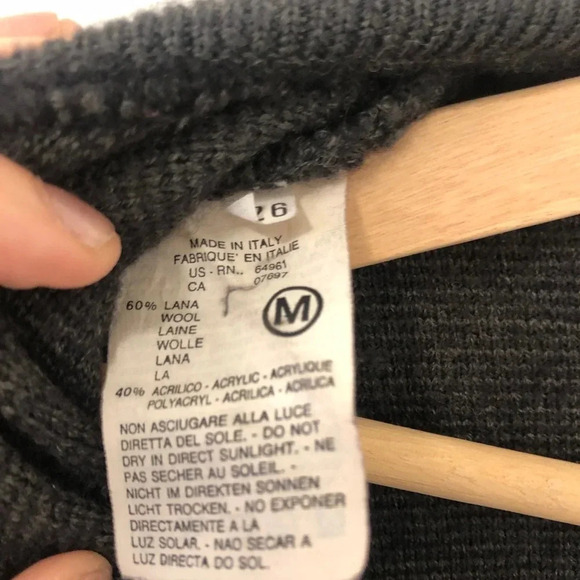 26
MADE IN ITALY
FABRIQUE' EN ITALIE
US - RN.. 64961
CA 07697
M
60% LANA
WOOL
LAINE
WOLLE
LANA
LA
40% ACRILICO - ACRYLIC - ACRYLIQUE
POLYACRYL - ACRILICA - ACRILICA
NON ASCIUGARE ALLA LUCE
DIRETTA DEL SOLE. - DO NOT
DRY IN DIRECT SUNLIGHT. - NE
PAS SECHER AU SOLEIL. -
NICHT IM DIREKTEN SONNEN
LICHT TROCKEN. - NO EXPONER
DIRECTAMENTE A LA
LUZ SOLAR. - NAO SECAR A
LUZ DIRECTA DO SOL.